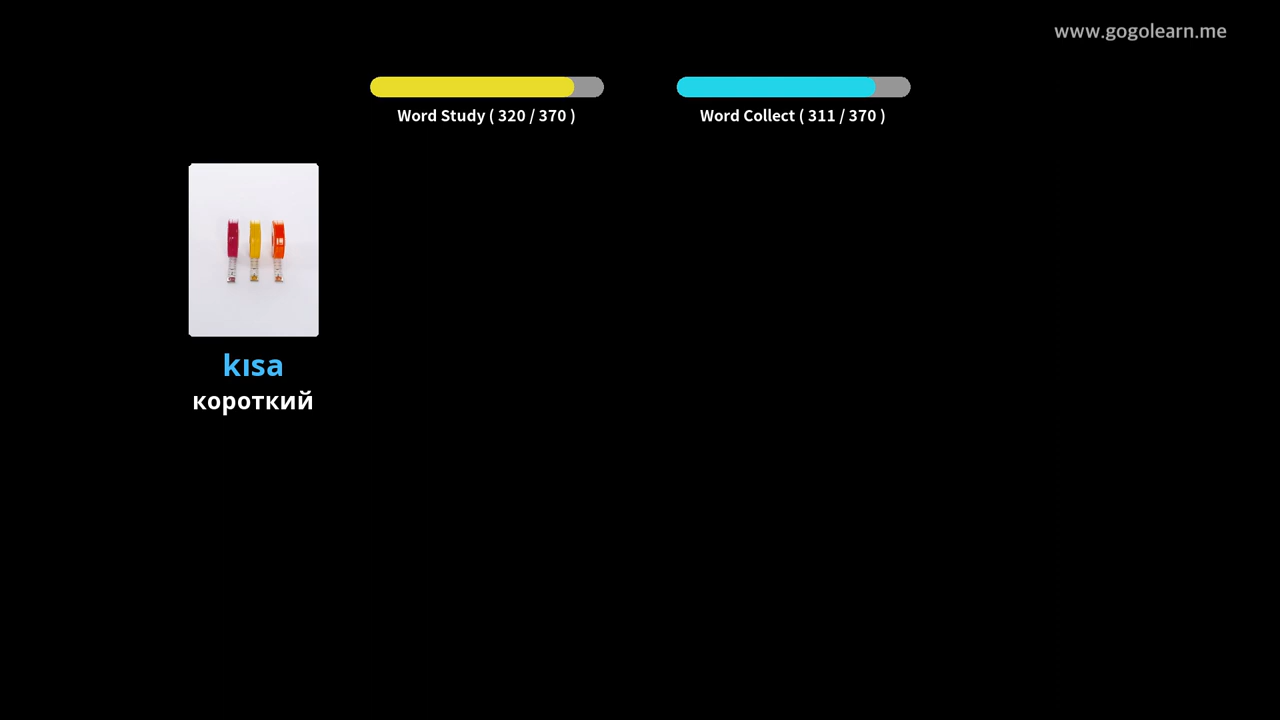 www.gogolearn.me
Word Study ( 320 / 370 )
Word Collect ( 311 / 370 )
kısa
короткий